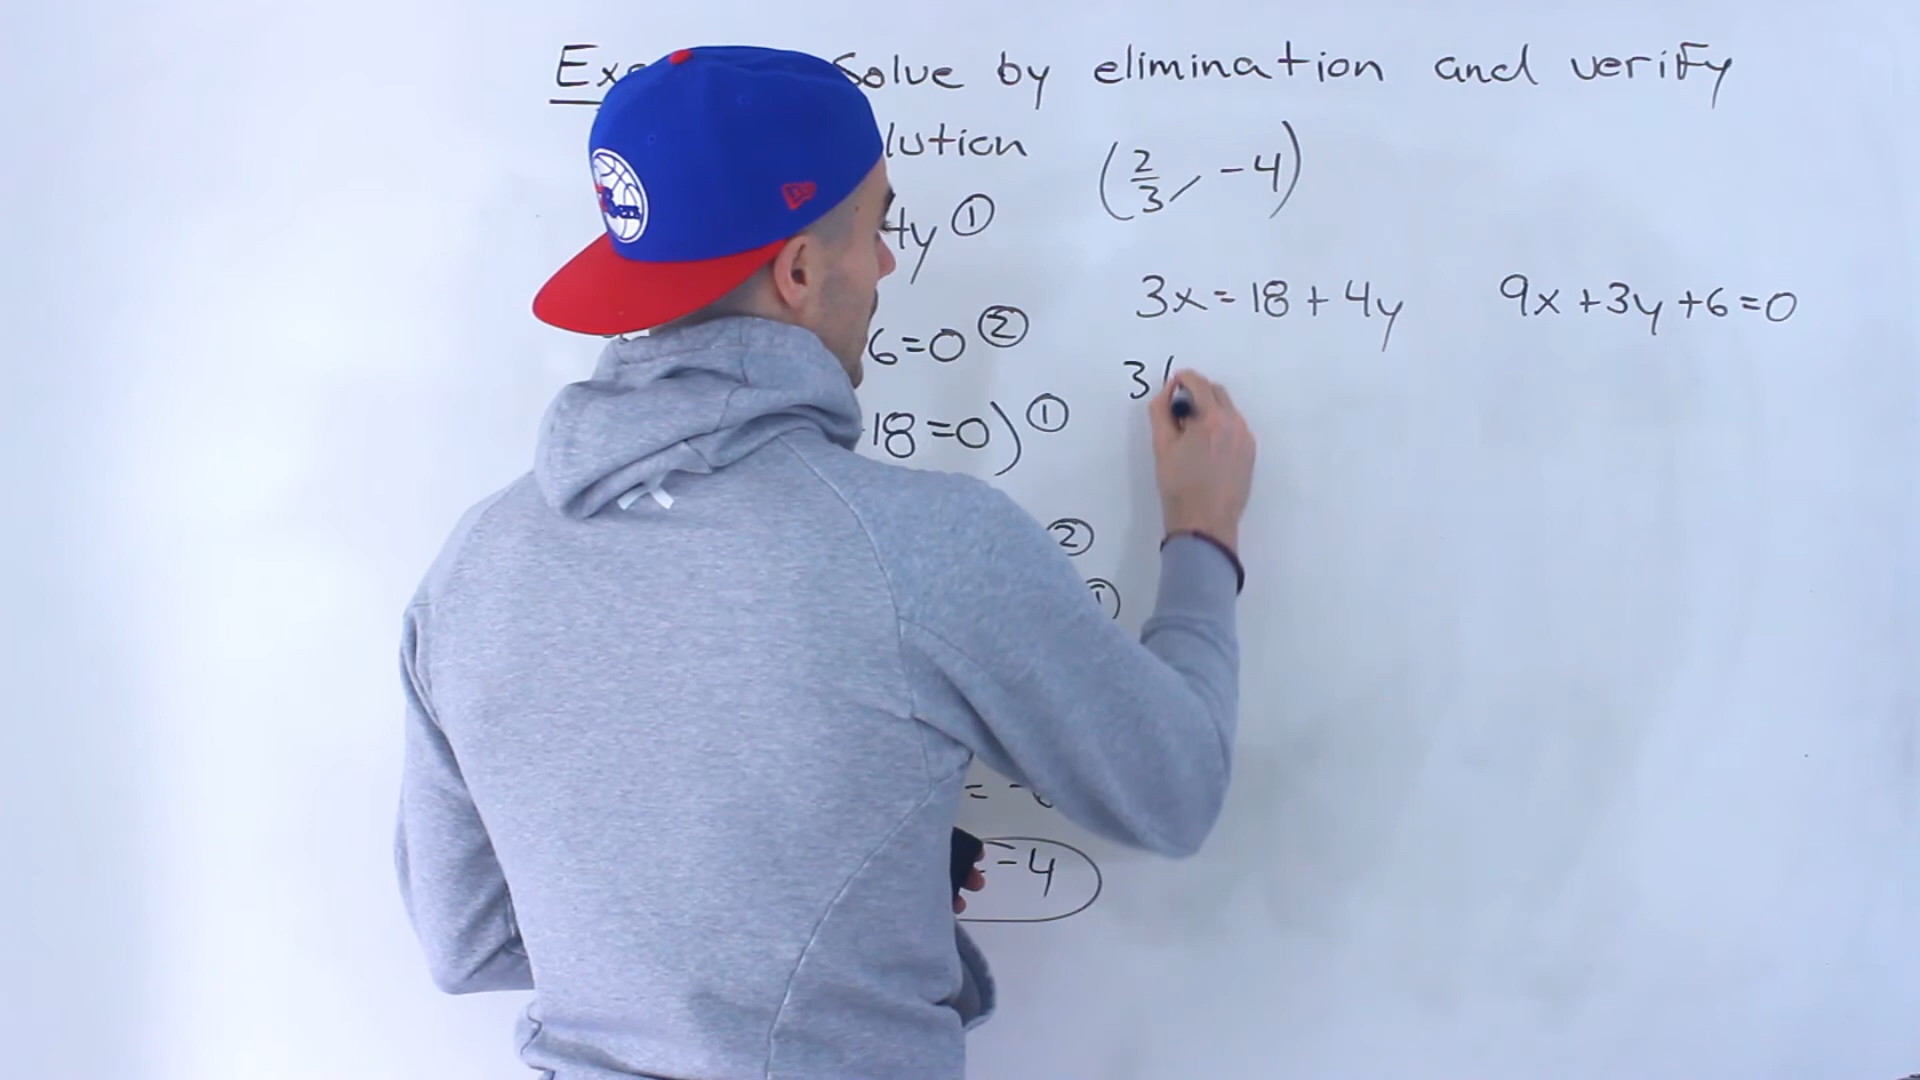 Solve by elimination and verify
lution
(2/3, -4)
4y ①
6=0 ②
18=0) ①
②
①
= -4
3x=18+4y
9x+3y+6=0
3(